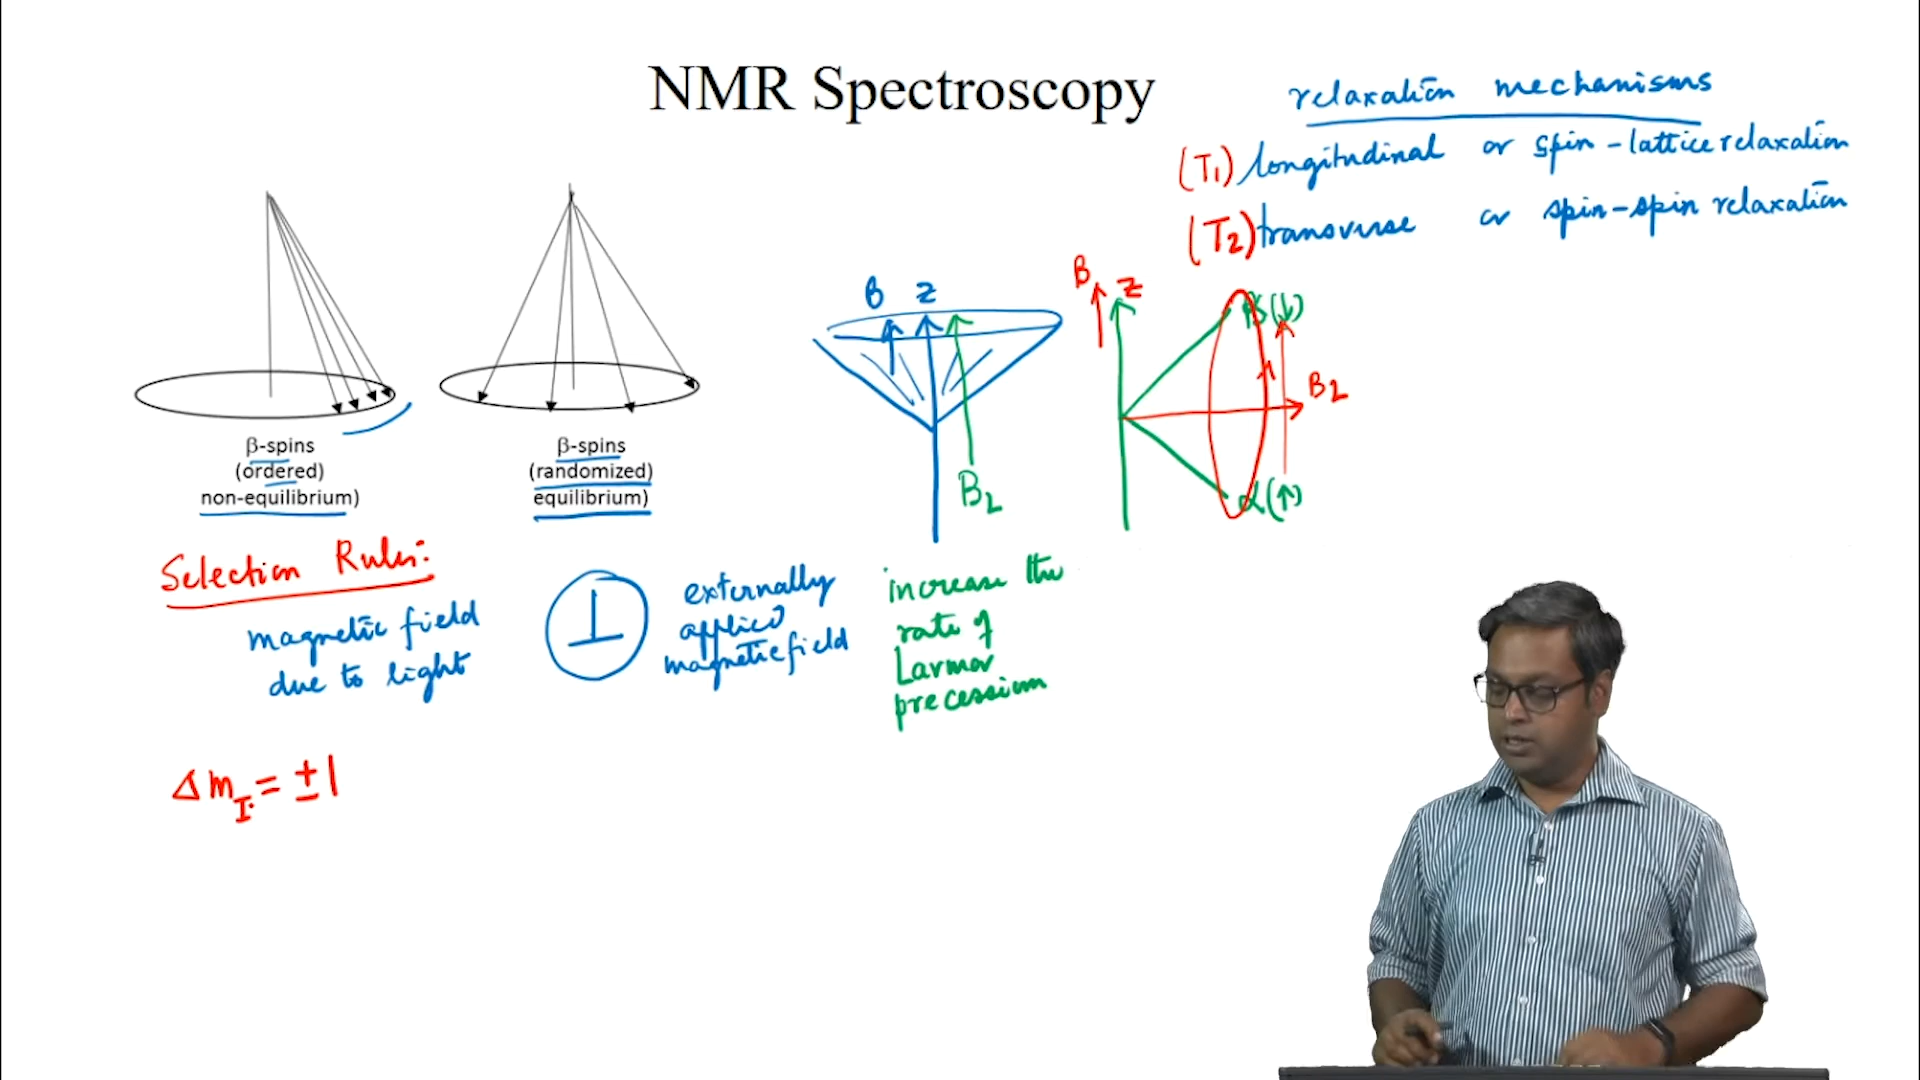 NMR Spectroscopy
relaxation mechanisms
(T1) longitudinal or spin-lattice relaxation
(T2) transverse or spin-spin relaxation
B z
B z
β(↓)
B2
α(↑)
B2
β-spins
(ordered)
non-equilibrium)
β-spins
(randomized)
equilibrium)
Selection Rules:
magnetic field
due to light
⊥
externally
applied
magnetic field
increase the
rate of
Larmor
precession
Δm_I = ±1